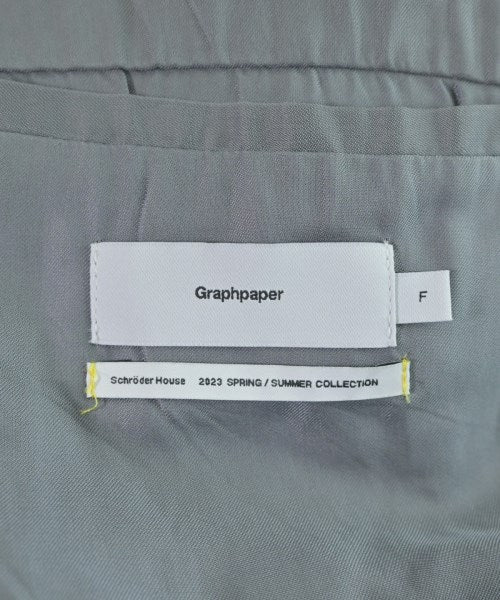 Graphpaper
F
Schröder House 2023 SPRING / SUMMER COLLECTION